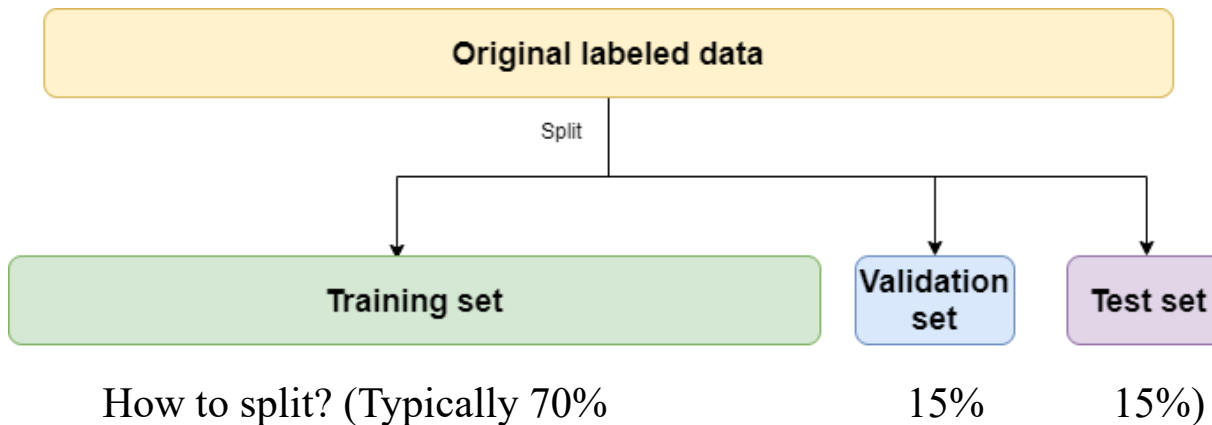 Original labeled data
Split
Training set
Validation
set
Test set
How to split? (Typically 70% 15% 15%)